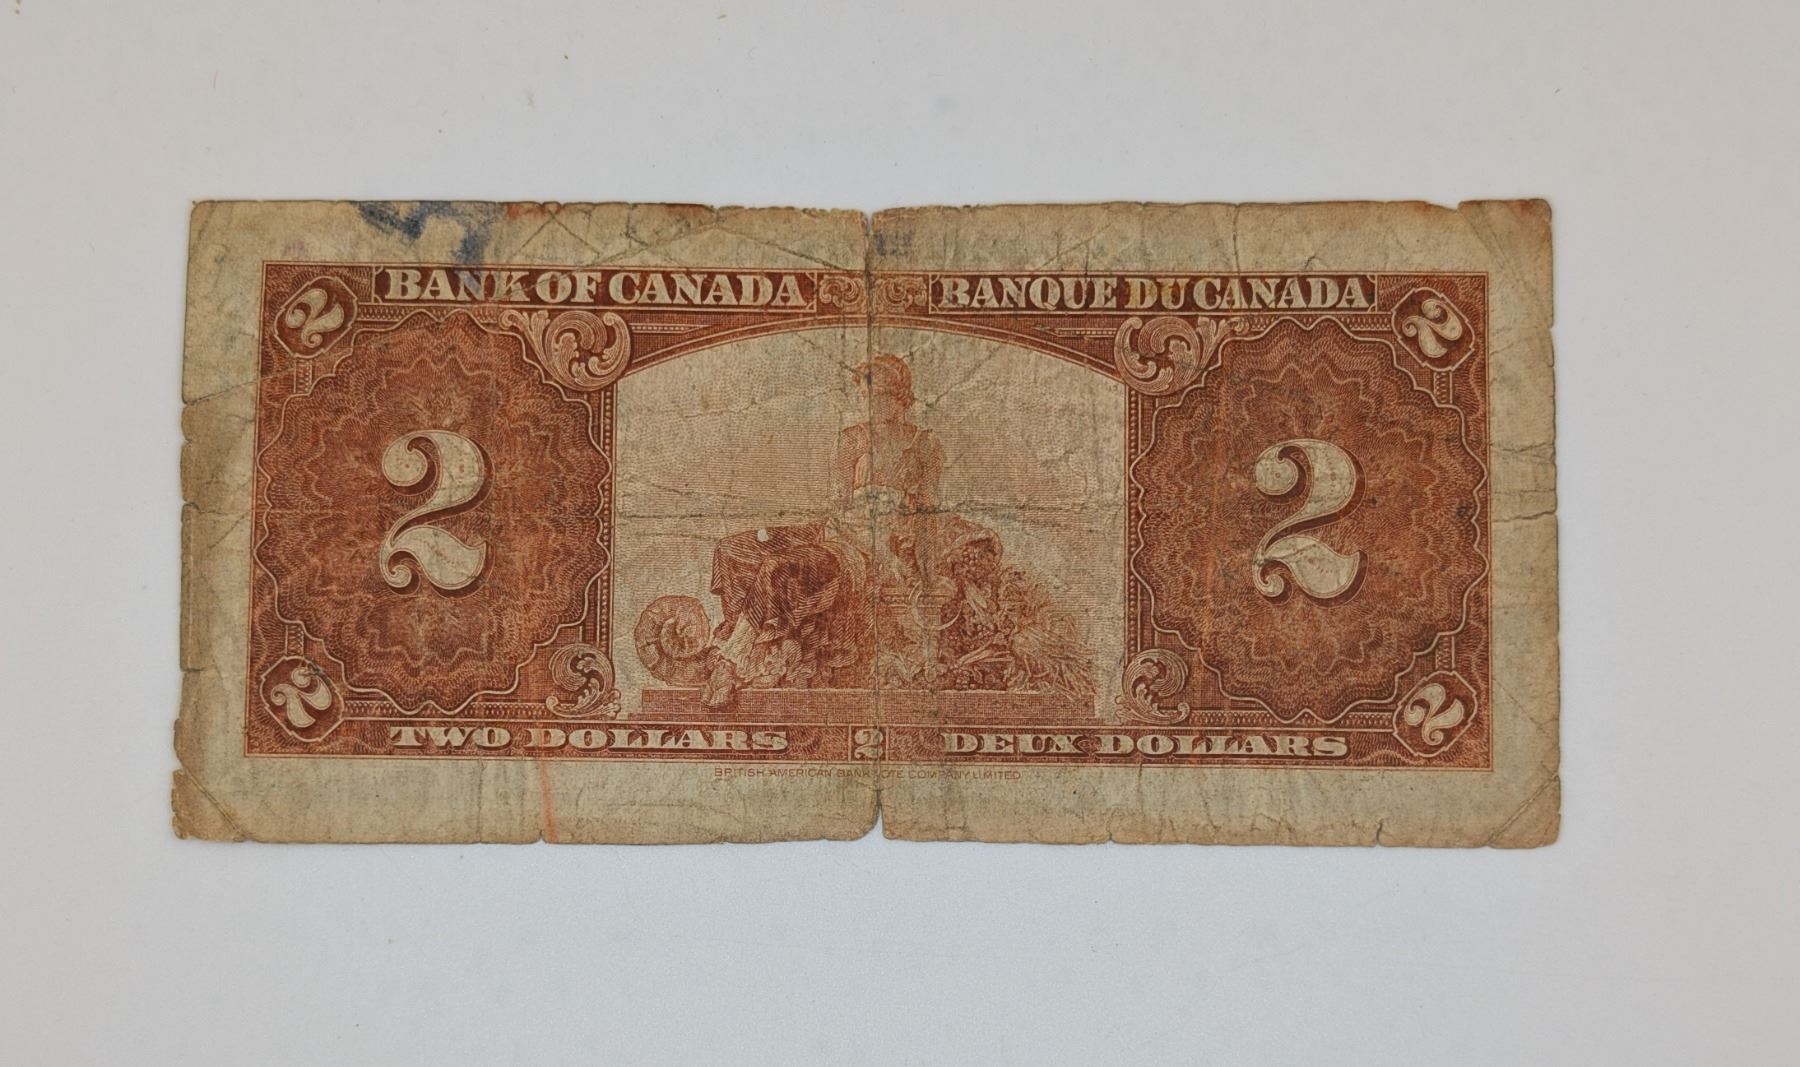 BANK OF CANADA BANQUE DU CANADA
2 2
2 2
2 2
TWO DOLLARS 2 DEUX DOLLARS
BRITISH AMERICAN BANK NOTE COMPANY LIMITED